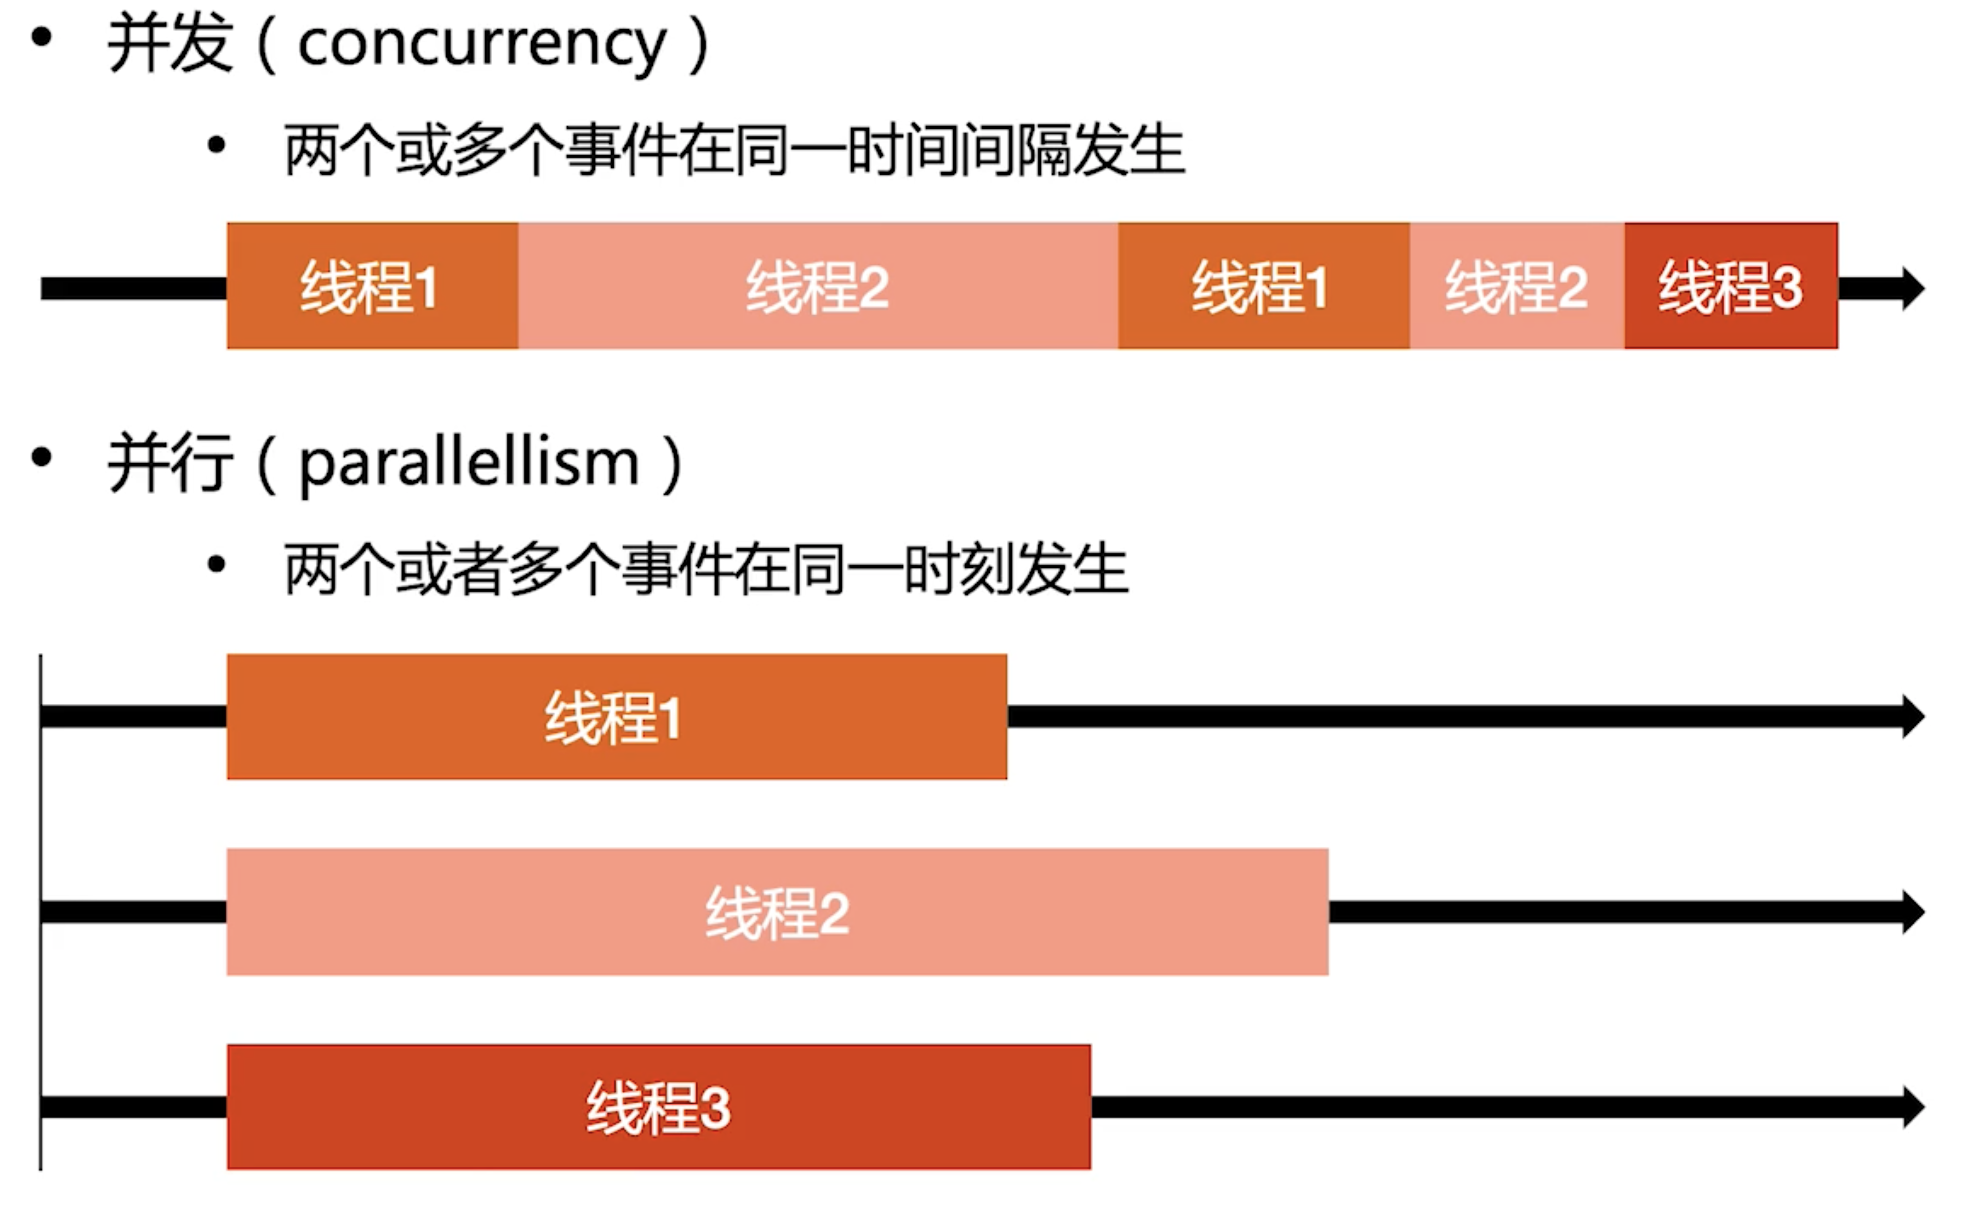 • 并发（concurrency）
• 两个或多个事件在同一时间间隔发生
线程1 线程2 线程1 线程2 线程3
• 并行（parallellism）
• 两个或者多个事件在同一时刻发生
线程1
线程2
线程3